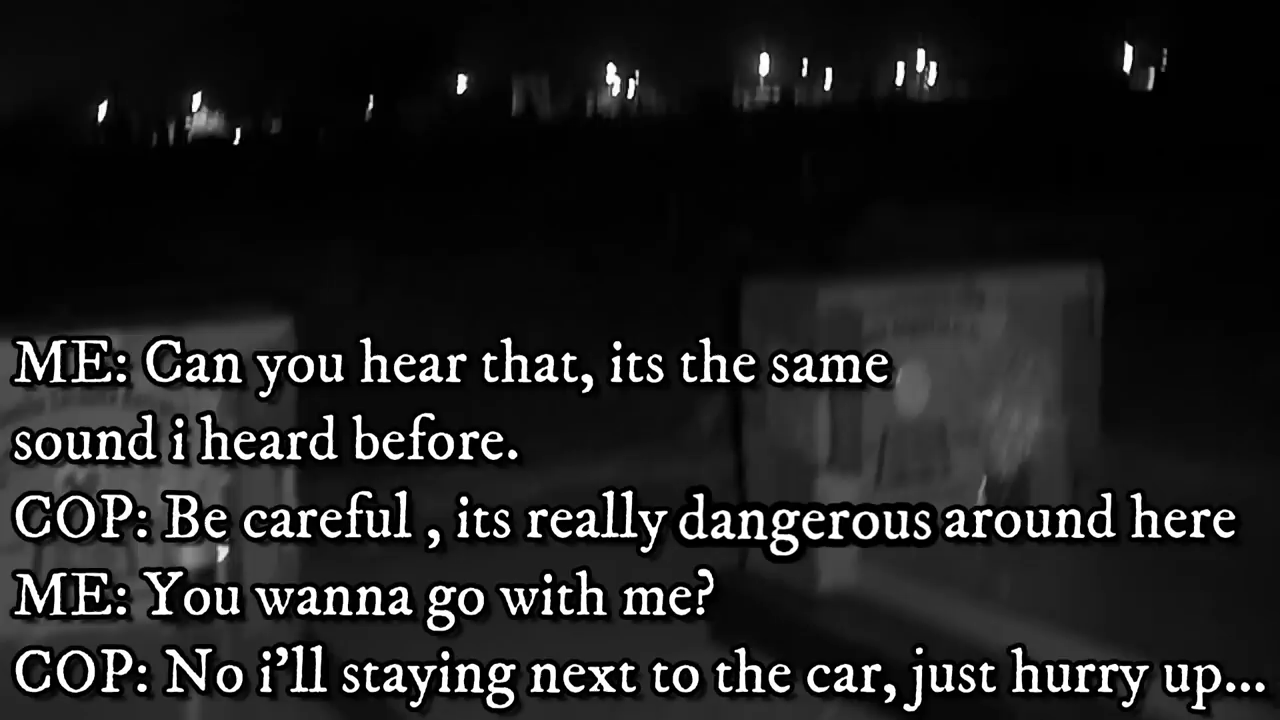 ME: Can you hear that, its the same
sound i heard before.
COP: Be careful , its really dangerous around here
ME: You wanna go with me?
COP: No i'll staying next to the car, just hurry up...